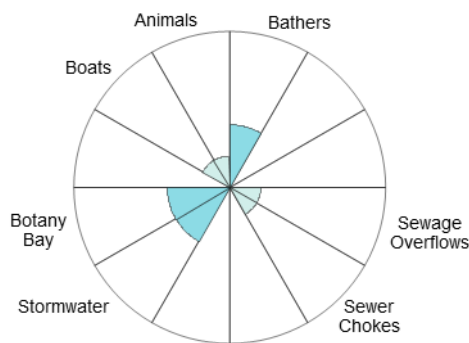 Animals
Bathers
Boats
Botany
Bay
Sewage
Overflows
Stormwater
Sewer
Chokes